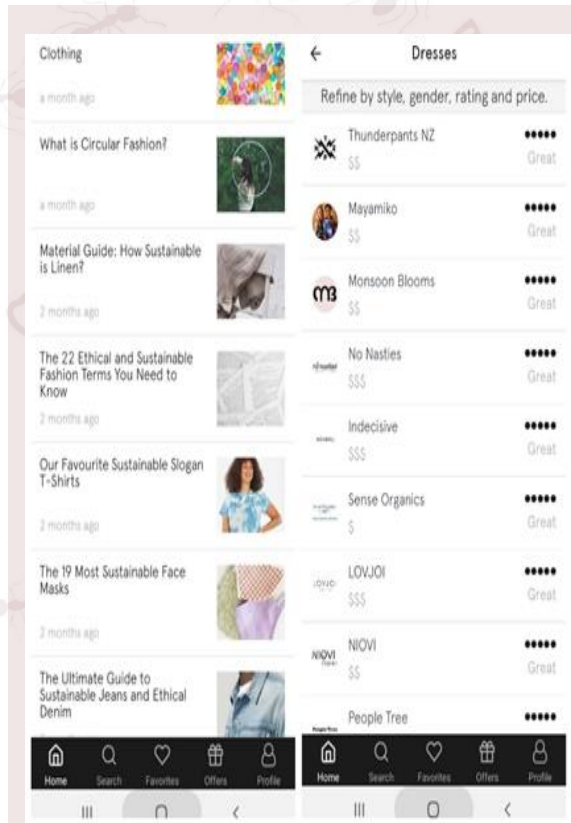 Clothing
a month ago
What is Circular Fashion?
a month ago
Material Guide: How Sustainable
is Linen?
2 months ago
The 22 Ethical and Sustainable
Fashion Terms You Need to
Know
2 months ago
Our Favourite Sustainable Slogan
T-Shirts
2 months ago
The 19 Most Sustainable Face
Masks
2 months ago
The Ultimate Guide to
Sustainable Jeans and Ethical
Denim
Home Search Favorites Offers Profile
Dresses
Refine by style, gender, rating and price.
Thunderpants NZ
$$
Great
Mayamiko
$$
Great
Monsoon Blooms
$$
Great
No Nasties
$$$
Great
Indecisive
$$$
Great
Sense Organics
$
Great
LOVJOI
LOVJOI
$$$
Great
NIOVI
NIOVI
$$
Great
People Tree
People Tree
Home Search Favorites Offers Profile